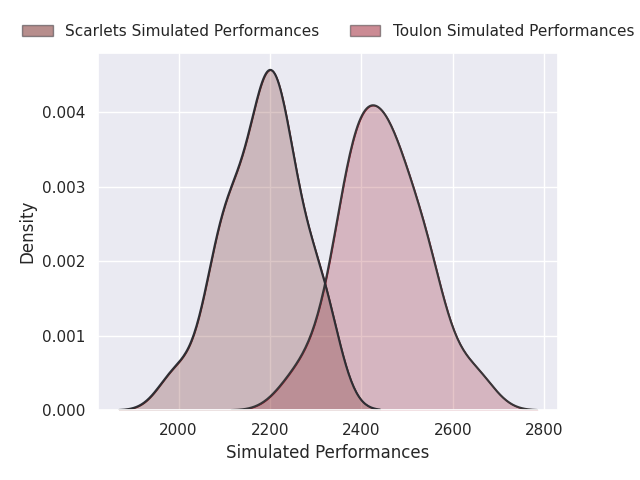 Scarlets Simulated Performances Toulon Simulated Performances
0.004
0.003
0.002
0.001
0.000
Density
2000 2200 2400 2600 2800
Simulated Performances